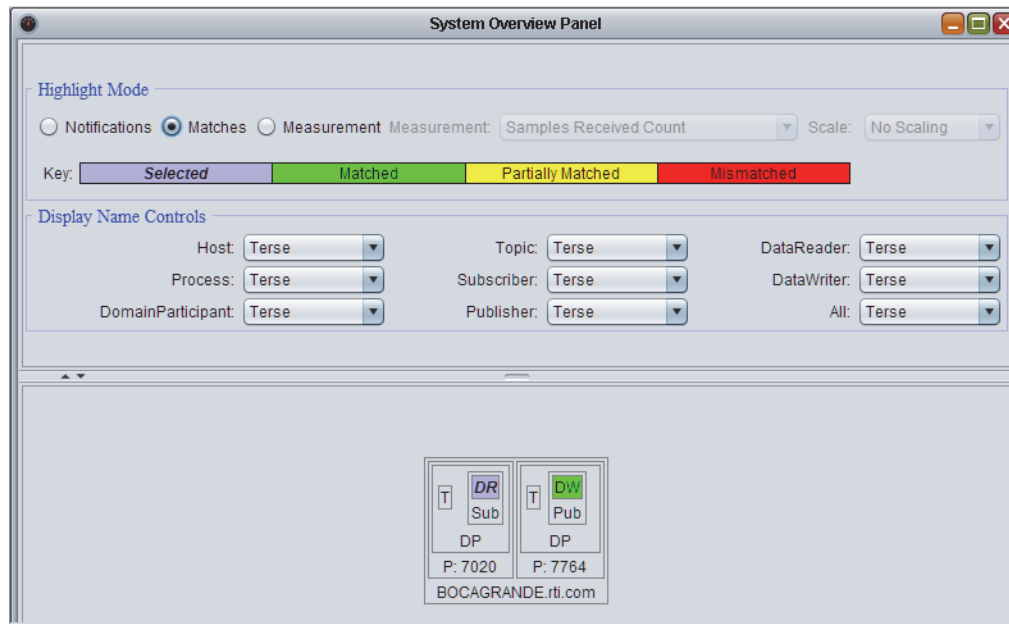 System Overview Panel
Highlight Mode
Notifications Matches Measurement Measurement: Samples Received Count Scale: No Scaling
Key: Selected Matched Partially Matched Mismatched
Display Name Controls
Host: Terse Topic: Terse DataReader: Terse
Process: Terse Subscriber: Terse DataWriter: Terse
DomainParticipant: Terse Publisher: Terse All: Terse
T DR T DW
Sub Pub
DP DP
P: 7020 P: 7764
BOCAGRANDE.rti.com